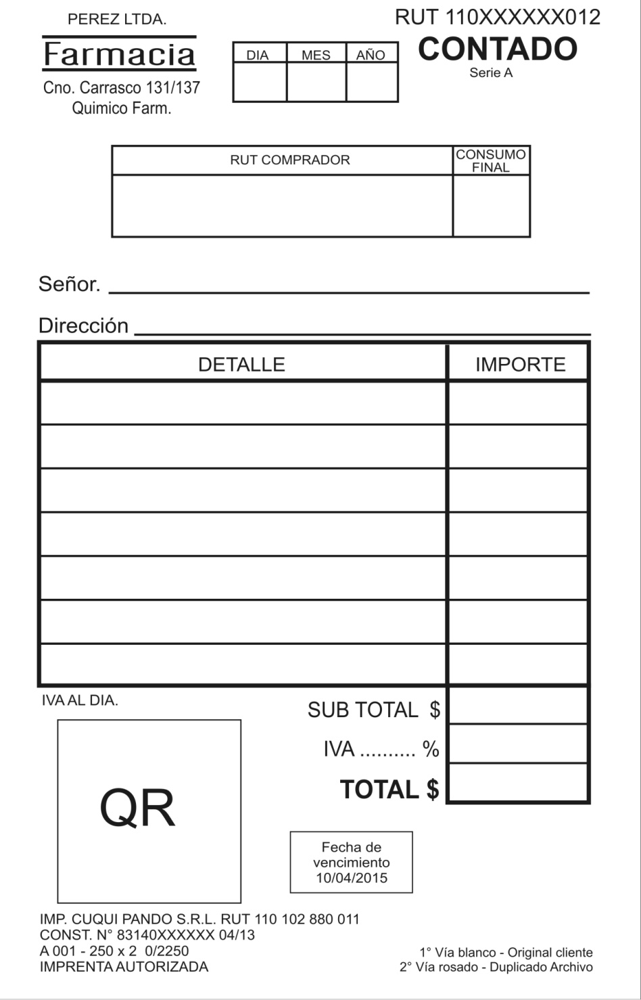 PEREZ LTDA.
RUT 110XXXXXX012
Farmacia
CONTADO
Serie A
DIA MES AÑO
Cno. Carrasco 131/137
Quimico Farm.
RUT COMPRADOR
CONSUMO
FINAL
Señor.
Dirección
DETALLE IMPORTE
IVA AL DIA.
SUB TOTAL $
IVA .......... %
TOTAL $
QR
Fecha de
vencimiento
10/04/2015
IMP. CUQUI PANDO S.R.L. RUT 110 102 880 011
CONST. N° 83140XXXXXX 04/13
A 001 - 250 x 2 0/2250
IMPRENTA AUTORIZADA
1° Vía blanco - Original cliente
2° Vía rosado - Duplicado Archivo